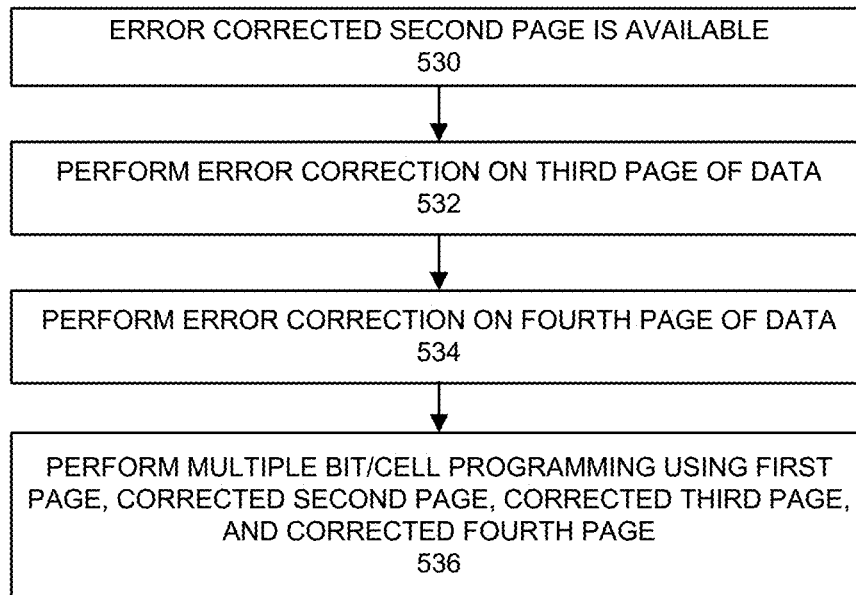 ERROR CORRECTED SECOND PAGE IS AVAILABLE
530
PERFORM ERROR CORRECTION ON THIRD PAGE OF DATA
532
PERFORM ERROR CORRECTION ON FOURTH PAGE OF DATA
534
PERFORM MULTIPLE BIT/CELL PROGRAMMING USING FIRST
PAGE, CORRECTED SECOND PAGE, CORRECTED THIRD PAGE,
AND CORRECTED FOURTH PAGE
536